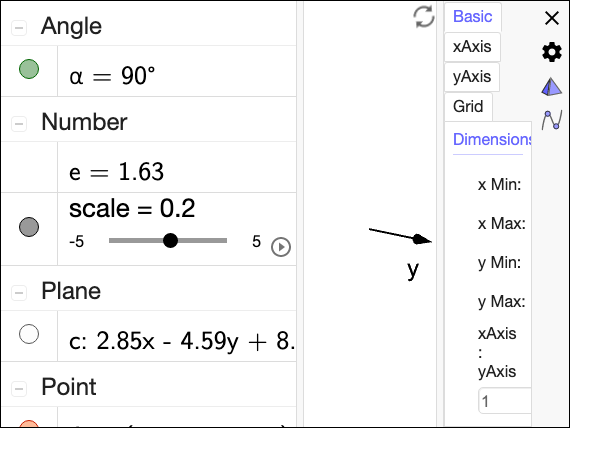 Angle
α = 90°
Number
e = 1.63
scale = 0.2
-5
5
Plane
c: 2.85x - 4.59y + 8.
Point
y
Basic
xAxis
yAxis
Grid
Dimensions
x Min:
x Max:
y Min:
y Max:
xAxis
:
yAxis
1